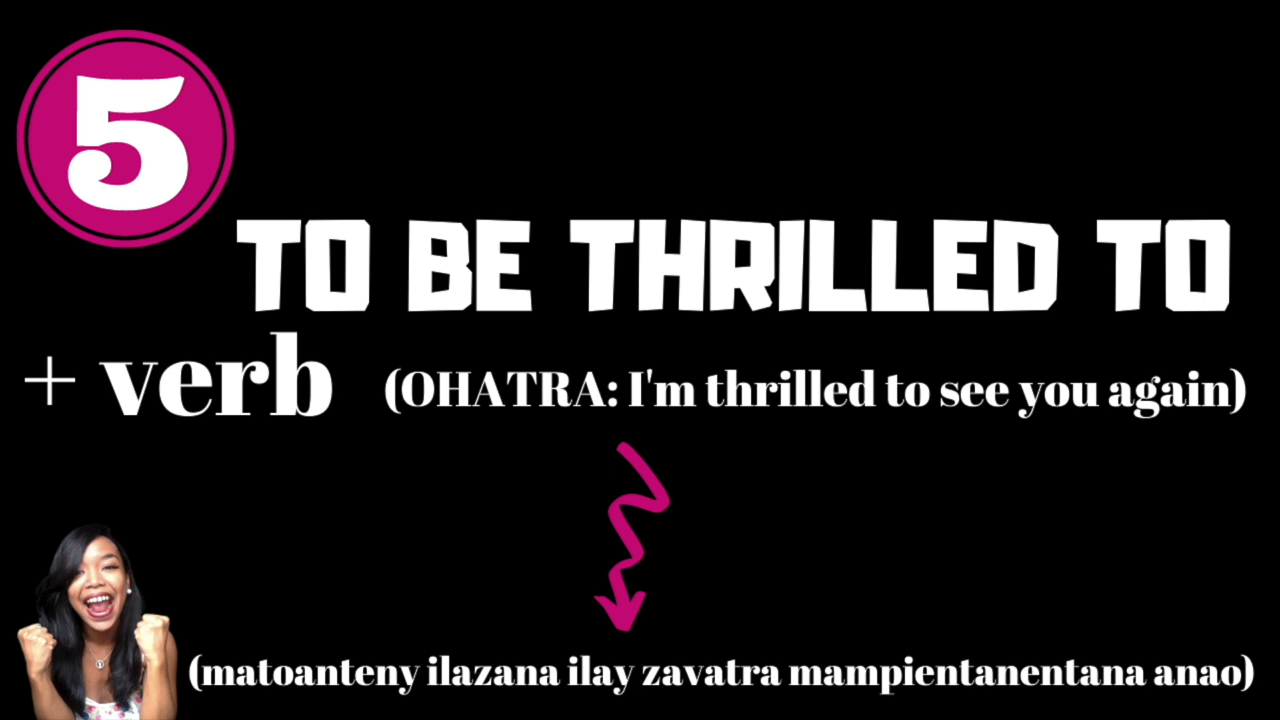 5
TO BE THRILLED TO
+ verb (OHATRA: I'm thrilled to see you again)
(matoanteny ilazana ilay zavatra mampientanentana anao)